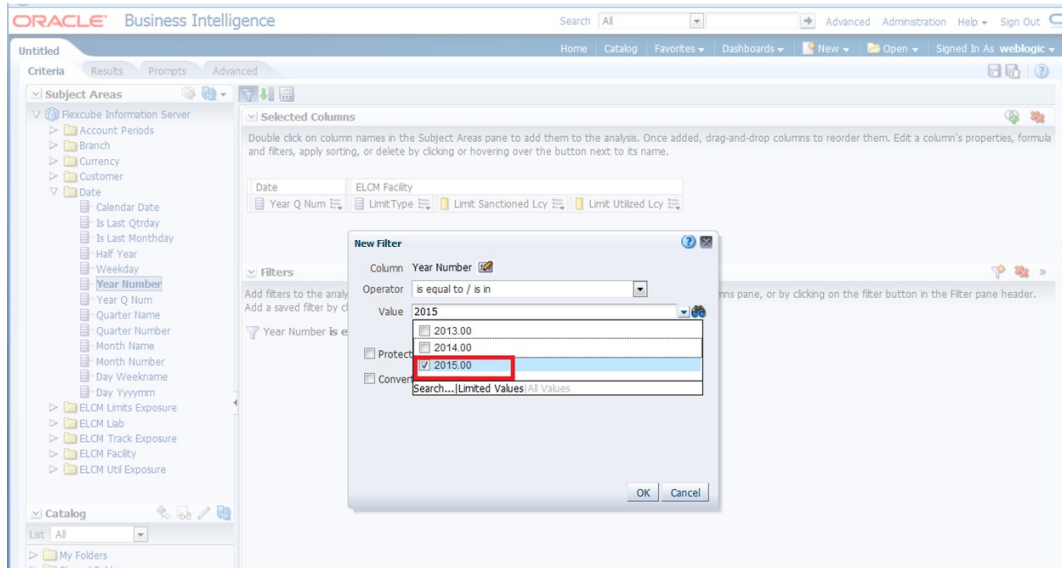 ORACLE Business Intelligence
Search All Advanced Administration Help Sign Out
Untitled
Home Catalog Favorites Dashboards New Open Signed In As weblogic
Criteria Results Prompts Advanced
Subject Areas
Flexcube Information Server
Account Periods
Branch
Currency
Customer
Date
Calendar Date
Is Last Qtrday
Is Last Monthday
Half Year
Weekday
Year Number
Year Q Num
Quarter Name
Quarter Number
Month Name
Month Number
Day Weekname
Day Yyyymm
ELCM Limits Exposure
ELCM Liab
ELCM Track Exposure
ELCM Facility
ELCM Util Exposure
Catalog
List All
My Folders
Selected Columns
Double click on column names in the Subject Areas pane to add them to the analysis. Once added, drag-and-drop columns to reorder them. Edit a column's properties, formula
and filters, apply sorting, or delete by clicking or hovering over the button next to its name.
Date ELCM Facility
Year Q Num LimitType Limit Sanctioned Lcy Limit Utilized Lcy
Filters
Add filters to the analy
ns pane, or by clicking on the filter button in the Filter pane header.
Add a saved filter by cl
Year Number is e
New Filter
Column Year Number
Operator is equal to / is in
Value 2015
2013.00
2014.00
2015.00
Search...|Limited Values|All Values
Protect
Convert
OK Cancel